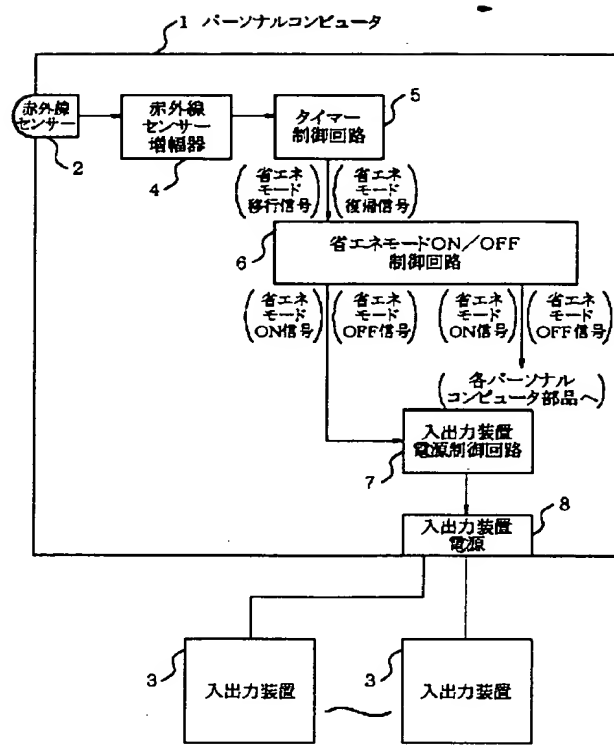 1 パーソナルコンピュータ
赤外線
センサー
2
赤外線
センサー
増幅器
4
タイマー
制御回路
5
(省エネ
モード
移行信号)
(省エネ
モード
復帰信号)
省エネモードON/OFF
制御回路
6
(省エネ
モード
ON信号)
(省エネ
モード
OFF信号)
(省エネ
モード
ON信号)
(省エネ
モード
OFF信号)
(各パーソナル
コンピュータ部品へ)
入出力装置
電源制御回路
7
入出力装置
電源
8
3
入出力装置
3
入出力装置